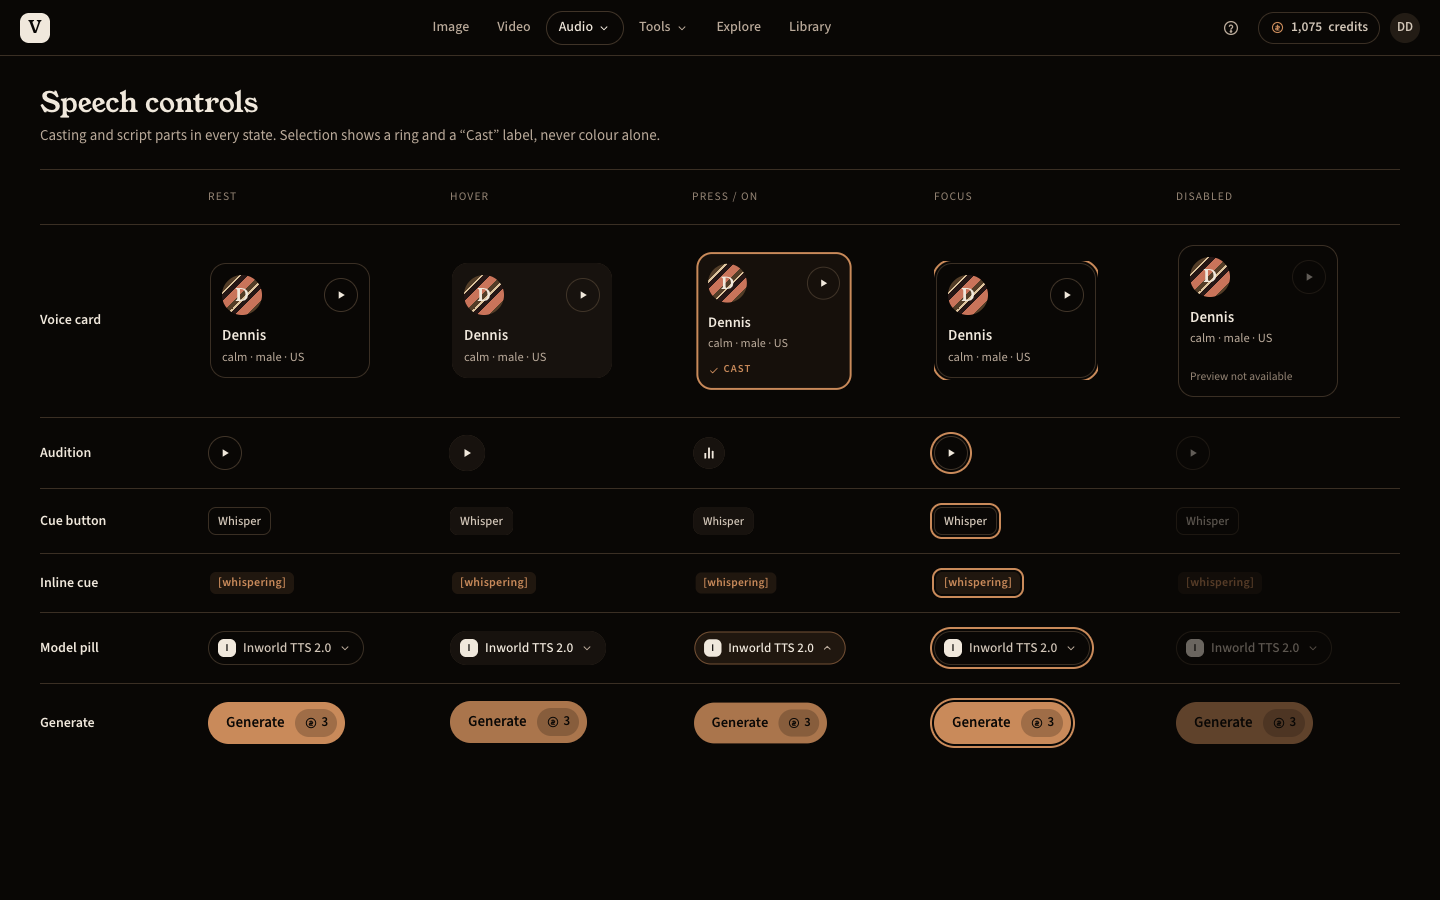 V Image Video Audio Tools Explore Library 1,075 credits DD
Speech controls
Casting and script parts in every state. Selection shows a ring and a “Cast” label, never colour alone.
REST HOVER PRESS / ON FOCUS DISABLED
Voice card
D D D D D
Dennis Dennis Dennis Dennis Dennis
calm · male · US calm · male · US calm · male · US calm · male · US calm · male · US
CAST
Preview not available
Audition
Cue button Whisper Whisper Whisper Whisper Whisper
Inline cue [whispering] [whispering] [whispering] [whispering] [whispering]
Model pill I Inworld TTS 2.0 I Inworld TTS 2.0 I Inworld TTS 2.0 I Inworld TTS 2.0 I Inworld TTS 2.0
Generate Generate 3 Generate 3 Generate 3 Generate 3 Generate 3